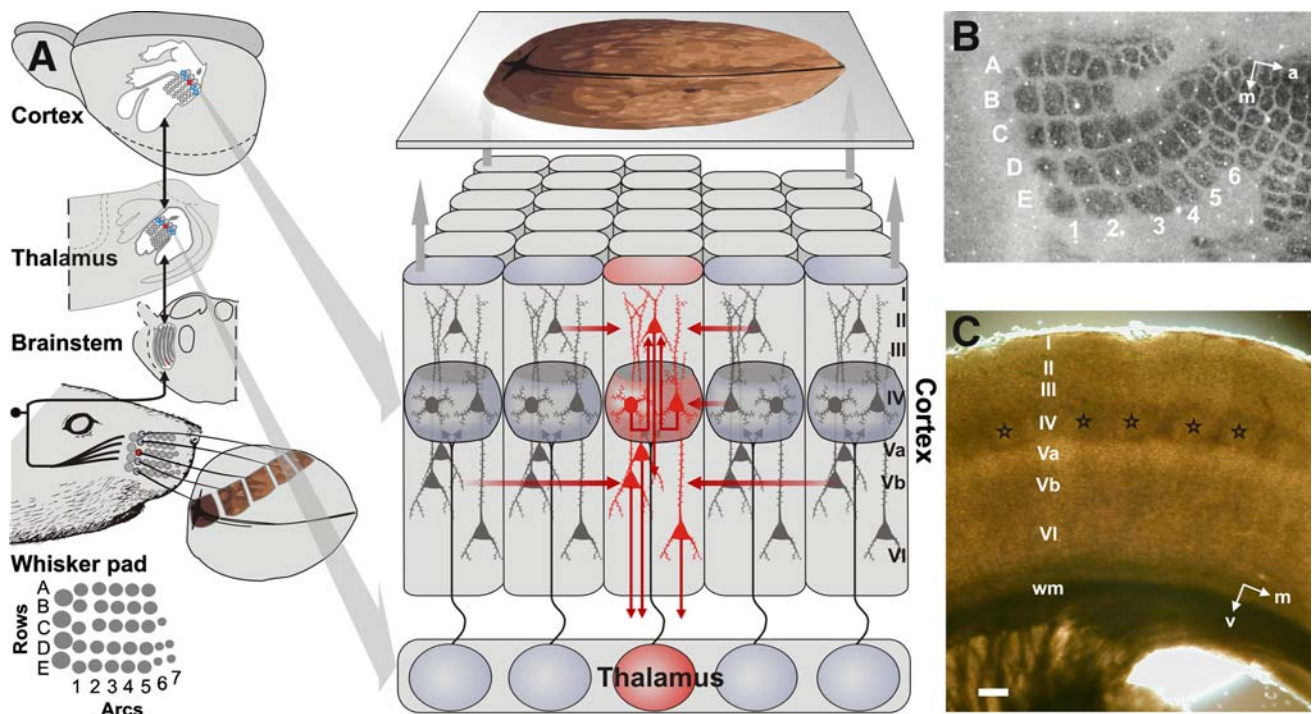 A
Cortex
Thalamus
Brainstem
Whisker pad
A
B
C
D
E
Rows
1 2 3 4 5 6 7
Arcs
I
II
III
IV
Va
Vb
VI
Cortex
Thalamus
B
A
B
C
D
E
1 2 3 4 5 6
a
m
C
I
II
III
IV
Va
Vb
VI
wm
m
v